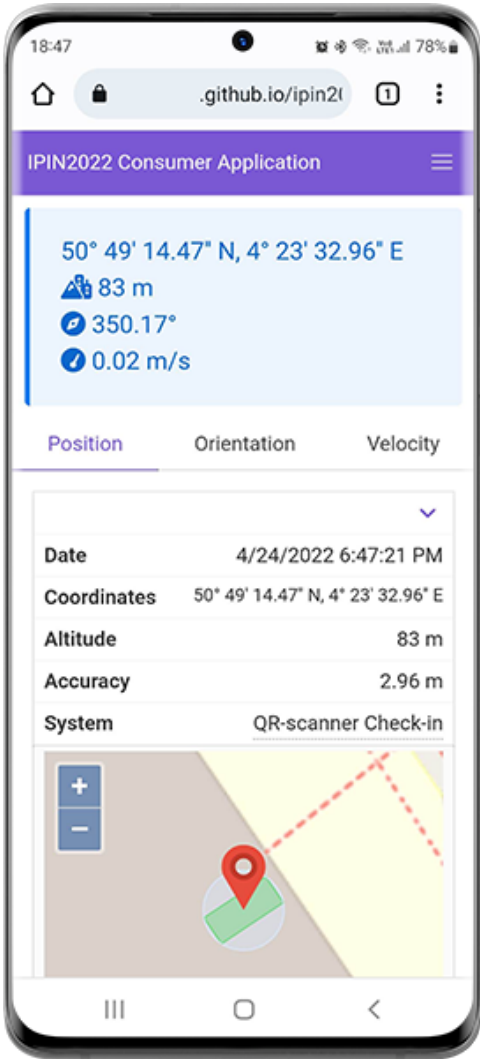 18:47 78%
.github.io/ipin20 1
IPIN2022 Consumer Application
50° 49' 14.47" N, 4° 23' 32.96" E
83 m
350.17°
0.02 m/s
Position Orientation Velocity
Date 4/24/2022 6:47:21 PM
Coordinates 50° 49' 14.47" N, 4° 23' 32.96" E
Altitude 83 m
Accuracy 2.96 m
System QR-scanner Check-in
+
−